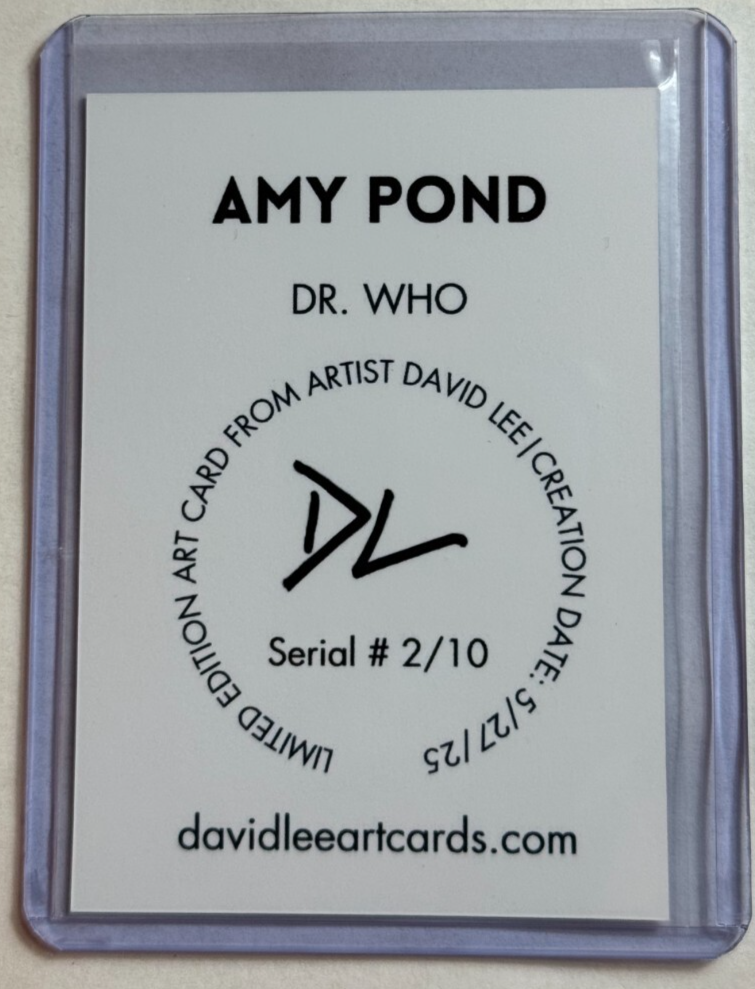 AMY POND
DR. WHO
LIMITED EDITION ART CARD FROM ARTIST DAVID LEE|CREATION DATE: 5/27/25
DL
Serial # 2/10
davidleeartcards.com